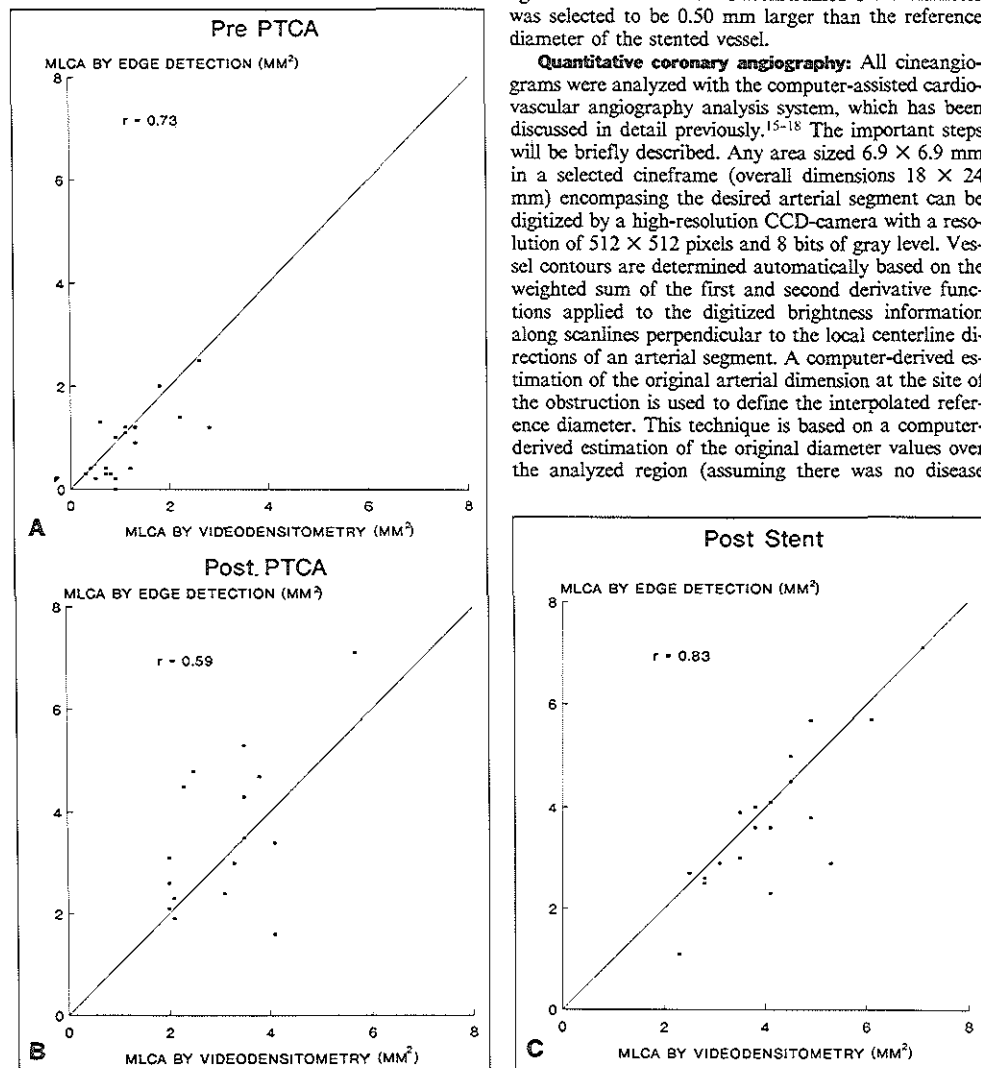 Pre PTCA
MLCA BY EDGE DETECTION (MM²)
8
r = 0.73
6
4
2
0
0 2 4 6 8
A
MLCA BY VIDEODENSITOMETRY (MM²)
Post. PTCA
MLCA BY EDGE DETECTION (MM²)
8
r = 0.59
6
4
2
0
0 2 4 6 8
B
MLCA BY VIDEODENSITOMETRY (MM²)
was selected to be 0.50 mm larger than the reference
diameter of the stented vessel.
Quantitative coronary angiography: All cineangio-
grams were analyzed with the computer-assisted cardio-
vascular angiography analysis system, which has been
discussed in detail previously.¹⁵⁻¹⁸ The important steps
will be briefly described. Any area sized 6.9 × 6.9 mm
in a selected cineframe (overall dimensions 18 × 24
mm) encompasing the desired arterial segment can be
digitized by a high-resolution CCD-camera with a reso-
lution of 512 × 512 pixels and 8 bits of gray level. Ves-
sel contours are determined automatically based on the
weighted sum of the first and second derivative func-
tions applied to the digitized brightness information
along scanlines perpendicular to the local centerline di-
rections of an arterial segment. A computer-derived es-
timation of the original arterial dimension at the site of
the obstruction is used to define the interpolated refer-
ence diameter. This technique is based on a computer-
derived estimation of the original diameter values over
the analyzed region (assuming there was no disease
Post Stent
MLCA BY EDGE DETECTION (MM²)
8
r = 0.83
6
4
2
0
0 2 4 6 8
C
MLCA BY VIDEODENSITOMETRY (MM²)